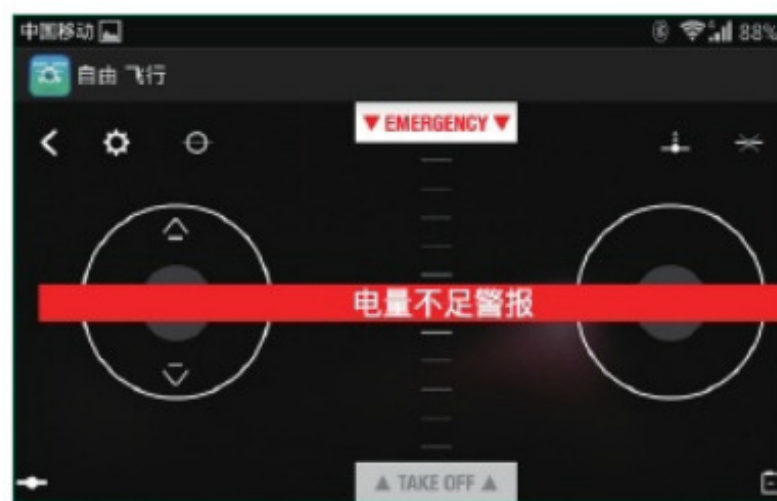 中国移动 88%
自由 飞行
▼ EMERGENCY ▼
电量不足警报
▲ TAKE OFF ▲